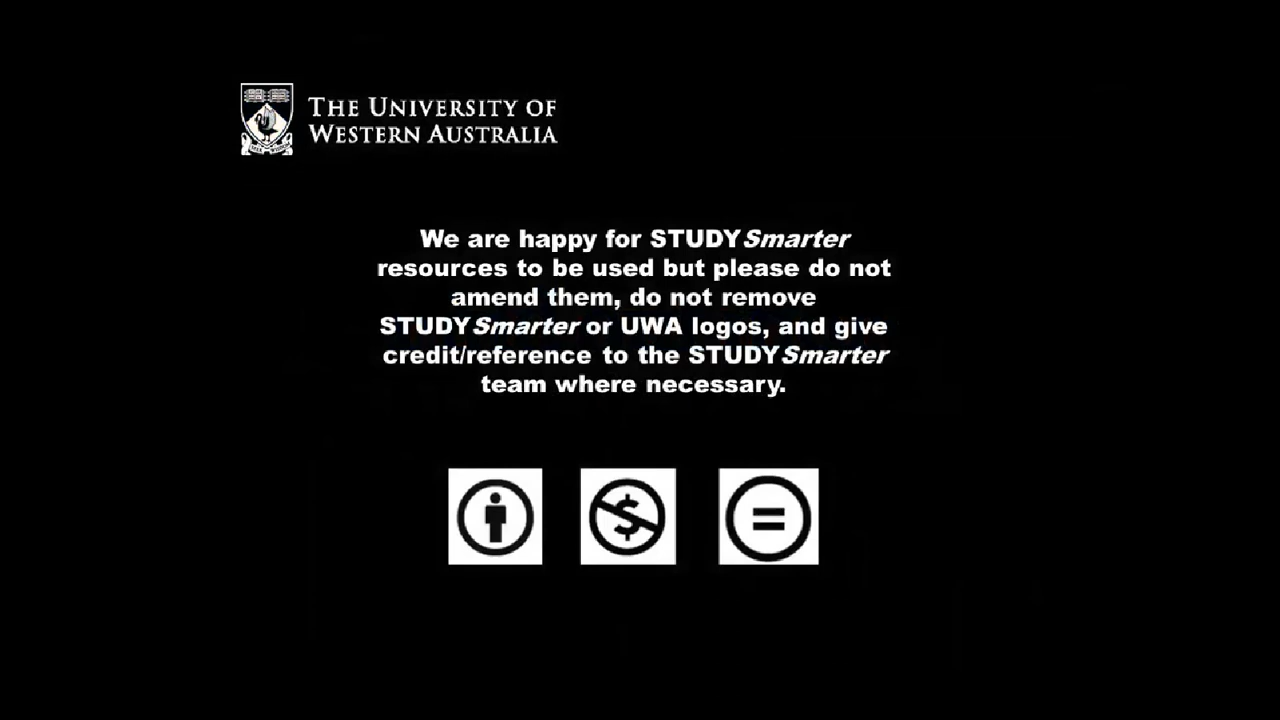 THE UNIVERSITY OF
WESTERN AUSTRALIA
We are happy for STUDYSmarter
resources to be used but please do not
amend them, do not remove
STUDYSmarter or UWA logos, and give
credit/reference to the STUDYSmarter
team where necessary.